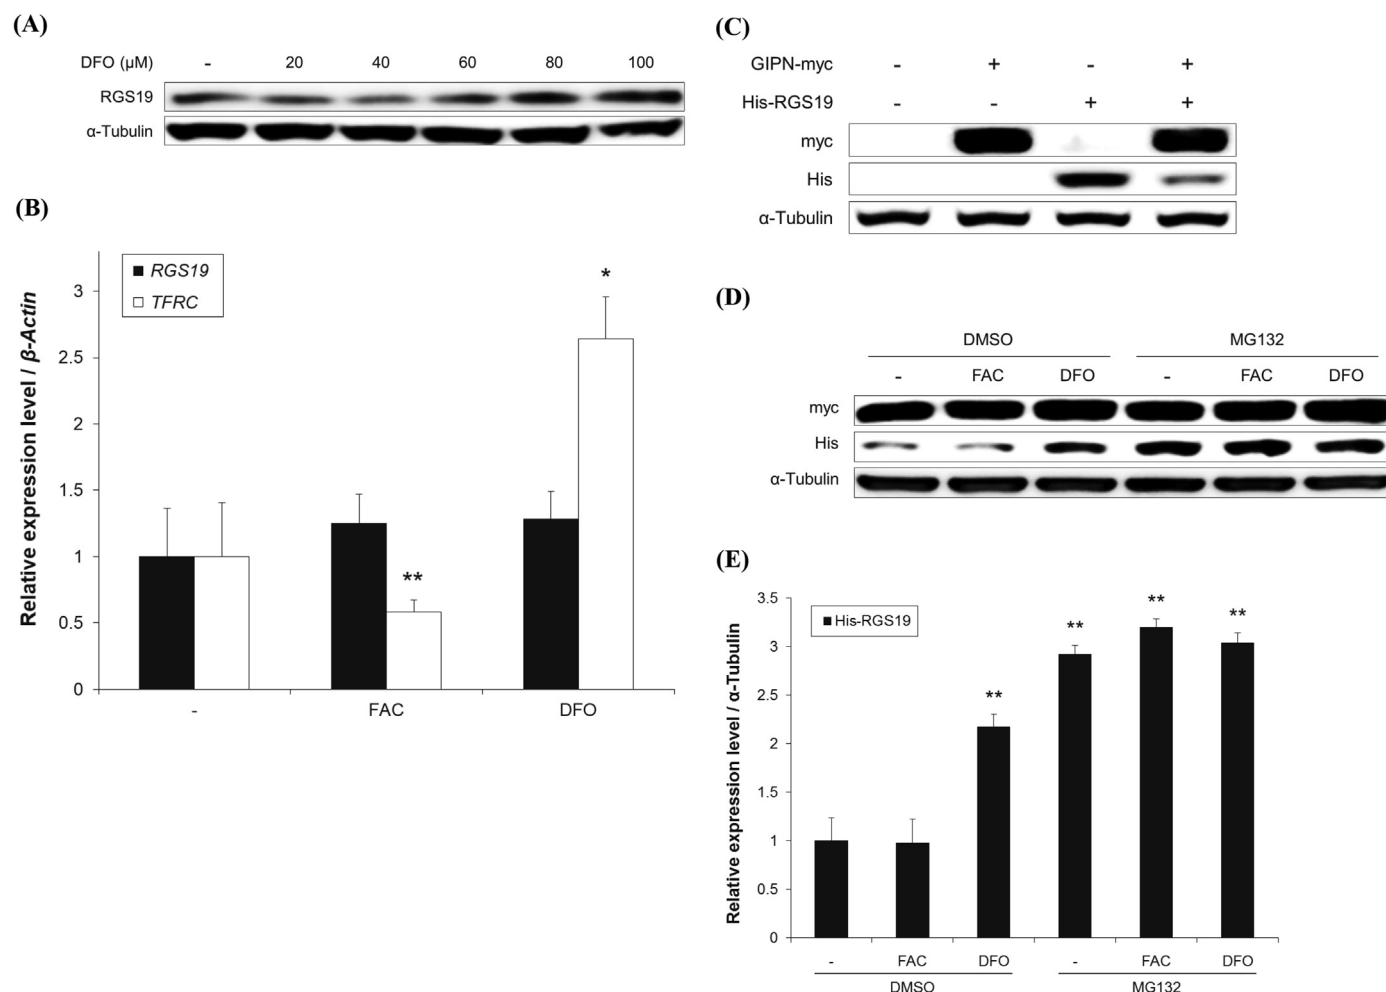 (A)
DFO (µM) - 20 40 60 80 100
RGS19
α-Tubulin
(B)
RGS19
TFRC
Relative expression level / β-Actin
3
2.5
2
1.5
1
0.5
0
*
**
- FAC DFO
(C)
GIPN-myc - + - +
His-RGS19 - - + +
myc
His
α-Tubulin
(D)
DMSO MG132
- FAC DFO - FAC DFO
myc
His
α-Tubulin
(E)
His-RGS19
Relative expression level / α-Tubulin
3.5
3
2.5
2
1.5
1
0.5
0
** ** ** **
- FAC DFO - FAC DFO
DMSO MG132